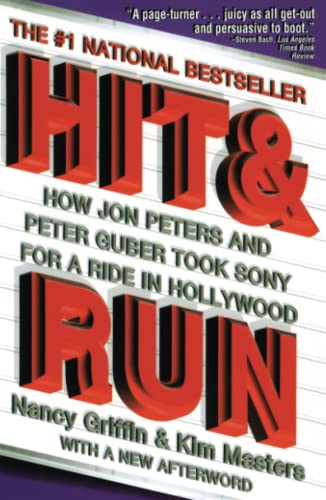 "A page-turner . . . juicy as all get-out
and persuasive to boot."
–Steven Bach, Los Angeles
Times Book
Review
THE #1 NATIONAL BESTSELLER
HIT &
HOW JON PETERS AND
PETER GUBER TOOK SONY
FOR A RIDE IN HOLLYWOOD
RUN
Nancy Griffin & Kim Masters
WITH A NEW AFTERWORD